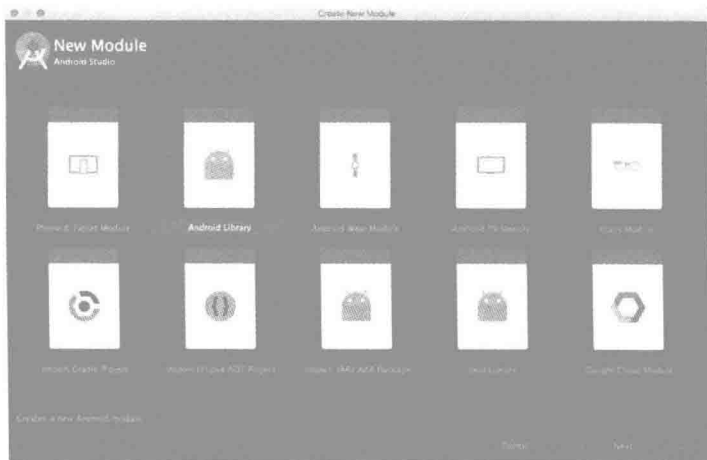 Create New Module
New Module
Android Studio
Phone & Tablet Module
Android Library
Android Wear Module
Android TV Module
Glass Module
Import Gradle Project
Import Eclipse ADT Project
Import .JAR/.AAR Package
Java Library
Google Cloud Module
Creates a new Android module.
Cancel
Next